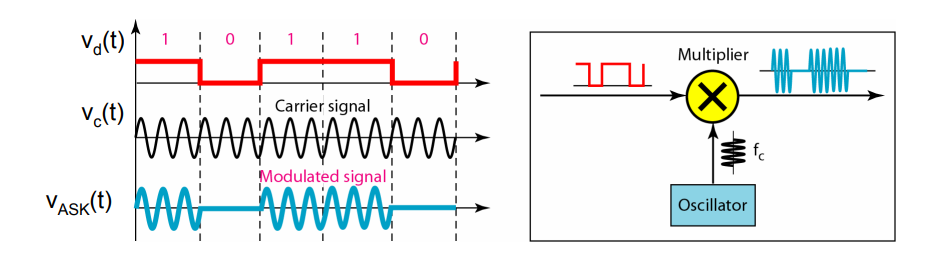 v_d(t)
1 0 1 1 0
v_c(t)
Carrier signal
Modulated signal
v_ASK(t)
Multiplier
f_c
Oscillator